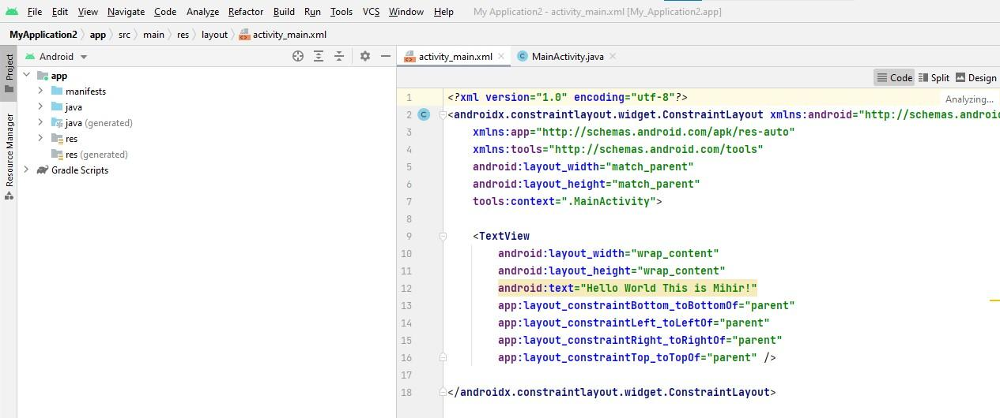 File Edit View Navigate Code Analyze Refactor Build Run Tools VCS Window Help My Application2 - activity_main.xml [My_Application2.app]
MyApplication2 app src main res layout activity_main.xml
Project
Resource Manager
Android
app
manifests
java
java (generated)
res
res (generated)
Gradle Scripts
activity_main.xml MainActivity.java
Code Split Design
Analyzing...
1 <?xml version="1.0" encoding="utf-8"?>
2 C <androidx.constraintlayout.widget.ConstraintLayout xmlns:android="http://schemas.androi
3 xmlns:app="http://schemas.android.com/apk/res-auto"
4 xmlns:tools="http://schemas.android.com/tools"
5 android:layout_width="match_parent"
6 android:layout_height="match_parent"
7 tools:context=".MainActivity">
8
9 <TextView
10 android:layout_width="wrap_content"
11 android:layout_height="wrap_content"
12 android:text="Hello World This is Mihir!"
13 app:layout_constraintBottom_toBottomOf="parent"
14 app:layout_constraintLeft_toLeftOf="parent"
15 app:layout_constraintRight_toRightOf="parent"
16 app:layout_constraintTop_toTopOf="parent" />
17
18 </androidx.constraintlayout.widget.ConstraintLayout>